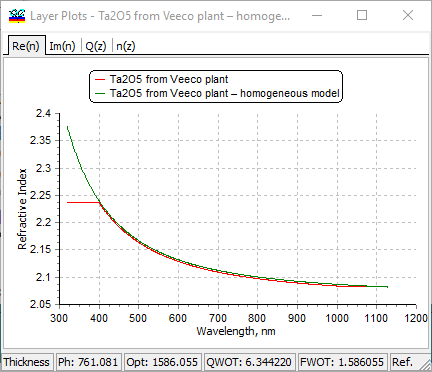 Layer Plots - Ta2O5 from Veeco plant – homoge...
Re(n) Im(n) Q(z) n(z)
Ta2O5 from Veeco plant
Ta2O5 from Veeco plant – homogeneous model
2.4
2.35
2.3
2.25
2.2
2.15
2.1
2.05
Refractive Index
300 400 500 600 700 800 900 1000 1100 1200
Wavelength, nm
Thickness Ph: 761.081 Opt: 1586.055 QWOT: 6.344220 FWOT: 1.586055 Ref.